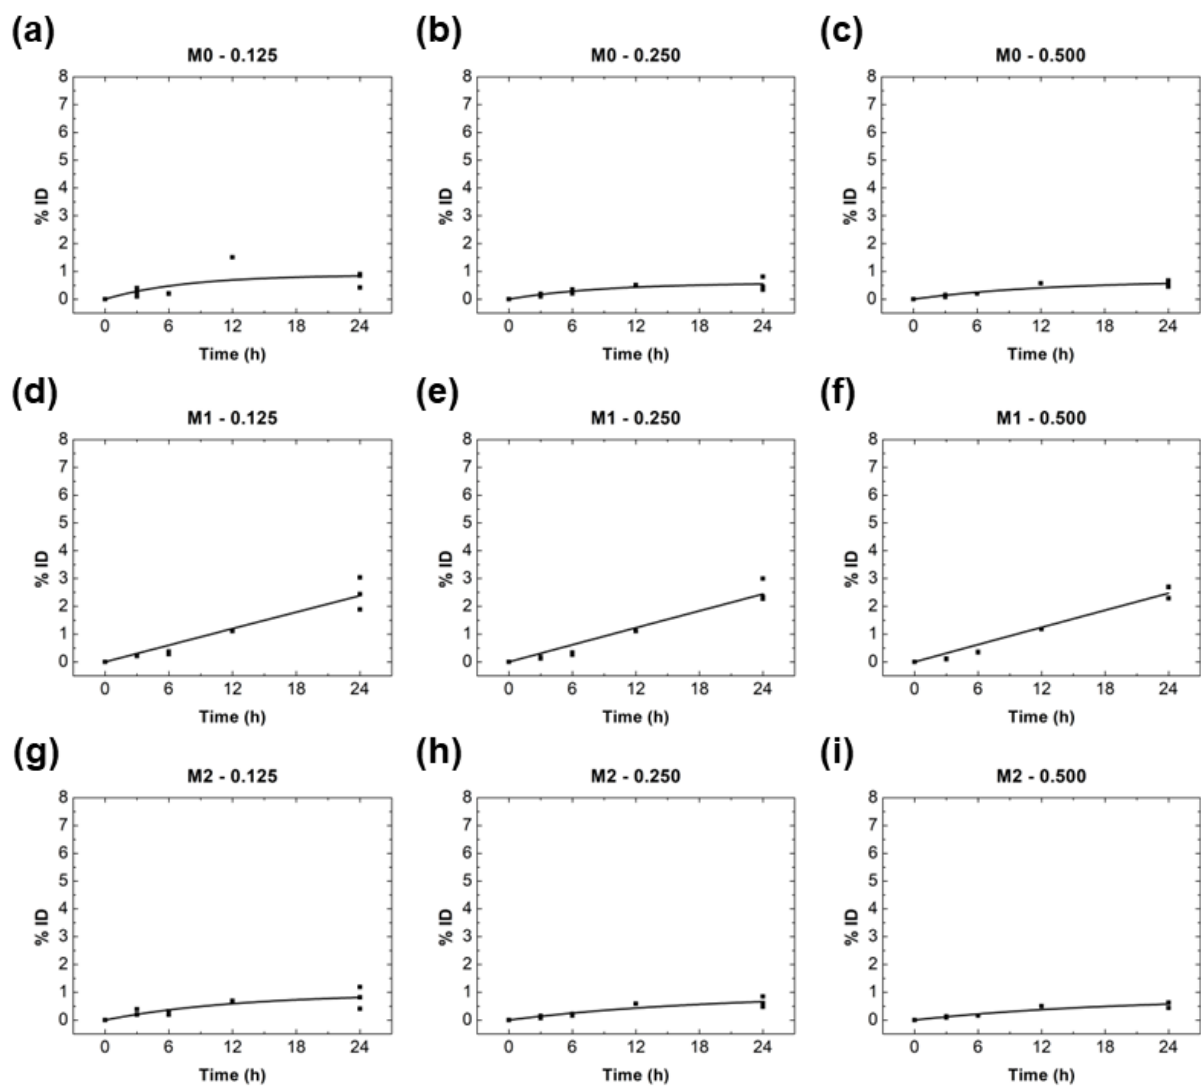 (a) (b) (c)
M0 - 0.125 M0 - 0.250 M0 - 0.500
8 8 8
7 7 7
6 6 6
5 5 5
4 4 4
3 3 3
2 2 2
1 1 1
0 0 0
% ID % ID % ID
0 6 12 18 24 0 6 12 18 24 0 6 12 18 24
Time (h) Time (h) Time (h)
(d) (e) (f)
M1 - 0.125 M1 - 0.250 M1 - 0.500
8 8 8
7 7 7
6 6 6
5 5 5
4 4 4
3 3 3
2 2 2
1 1 1
0 0 0
% ID % ID % ID
0 6 12 18 24 0 6 12 18 24 0 6 12 18 24
Time (h) Time (h) Time (h)
(g) (h) (i)
M2 - 0.125 M2 - 0.250 M2 - 0.500
8 8 8
7 7 7
6 6 6
5 5 5
4 4 4
3 3 3
2 2 2
1 1 1
0 0 0
% ID % ID % ID
0 6 12 18 24 0 6 12 18 24 0 6 12 18 24
Time (h) Time (h) Time (h)